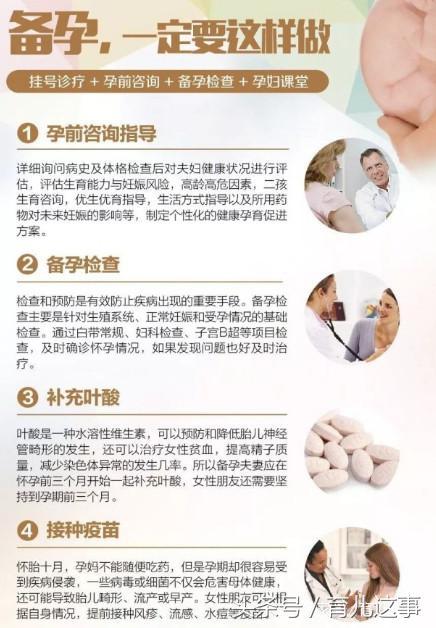 备孕，一定要这样做
挂号诊疗 + 孕前咨询 + 备孕检查 + 孕妇课堂
1 孕前咨询指导
详细询问病史及体格检查后对夫妇健康状况进行评
估，评估生育能力与妊娠风险，高龄高危因素，二孩
生育咨询，优生优育指导，生活方式指导以及所用药
物对未来妊娠的影响等，制定个性化的健康孕育促进
方案。
2 备孕检查
检查和预防是有效防止疾病出现的重要手段。备孕检
查主要是针对生殖系统、正常妊娠和受孕情况的基础
检查。通过白带常规、妇科检查、子宫B超等项目检
查，及时确诊怀孕情况，如果发现问题也好及时治
疗。
3 补充叶酸
叶酸是一种水溶性维生素，可以预防和降低胎儿神经
管畸形的发生，还可以治疗女性贫血，提高精子质
量，减少染色体异常的发生几率。所以备孕夫妻应在
怀孕前三个月开始一起补充叶酸，女性朋友还需要坚
持到孕期前三个月。
4 接种疫苗
怀胎十月，孕妈不能随便吃药，但是孕期却很容易受
到疾病侵袭，一些病毒或细菌不仅会危害母体健康，
还可能导致胎儿畸形、流产或早产。女性朋友可以根
据自身情况，提前接种风疹、流感、水痘等疫苗。
头条号 / 育儿这事